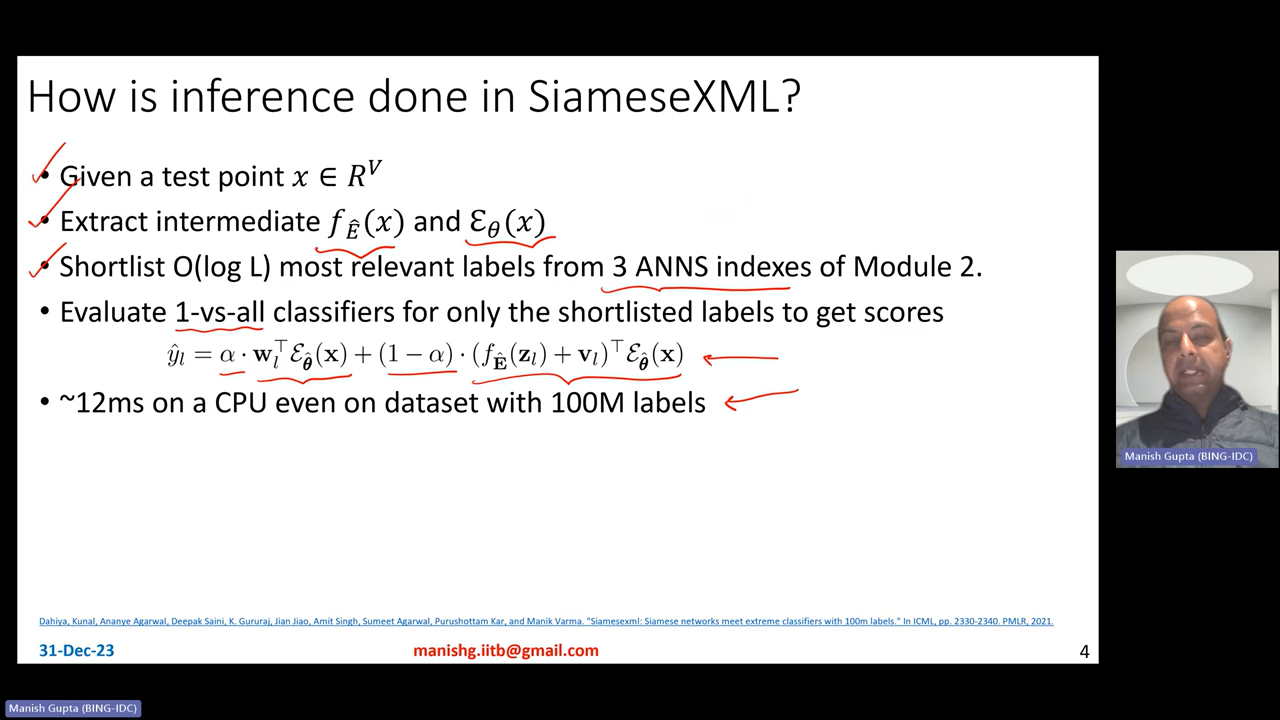 How is inference done in SiameseXML?
• Given a test point x ∈ R^V
• Extract intermediate f_Ê(x) and Ɛ_θ(x)
• Shortlist O(log L) most relevant labels from 3 ANNS indexes of Module 2.
• Evaluate 1-vs-all classifiers for only the shortlisted labels to get scores
ŷ_l = α · w_l^⊤ ℰ_θ̂(x) + (1 − α) · (f_Ê(z_l) + v_l)^⊤ ℰ_θ̂(x)
• ~12ms on a CPU even on dataset with 100M labels
Manish Gupta (BING-IDC)
Dahiya, Kunal, Ananye Agarwal, Deepak Saini, K. Gururaj, Jian Jiao, Amit Singh, Sumeet Agarwal, Purushottam Kar, and Manik Varma. "Siamesexml: Siamese networks meet extreme classifiers with 100m labels." In ICML, pp. 2330-2340. PMLR, 2021.
31-Dec-23 manishg.iitb@gmail.com 4
Manish Gupta (BING-IDC)